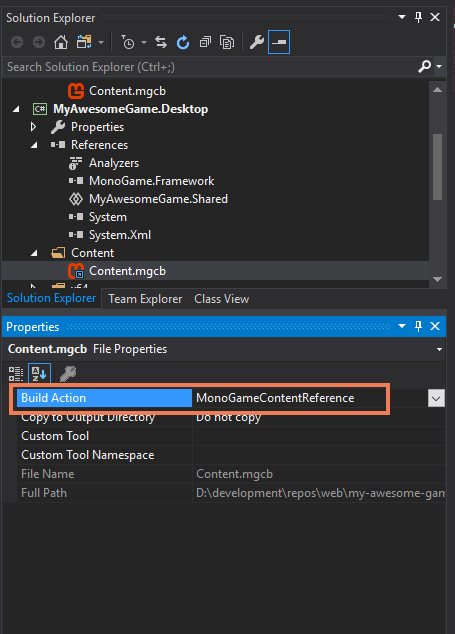 Solution Explorer
Search Solution Explorer (Ctrl+;)
Content.mgcb
C# MyAwesomeGame.Desktop
Properties
References
Analyzers
MonoGame.Framework
MyAwesomeGame.Shared
System
System.Xml
Content
Content.mgcb
x64
Solution Explorer Team Explorer Class View
Properties
Content.mgcb File Properties
Build Action MonoGameContentReference
Copy to Output Directory Do not copy
Custom Tool
Custom Tool Namespace
File Name Content.mgcb
Full Path D:\development\repos\web\my-awesome-gam